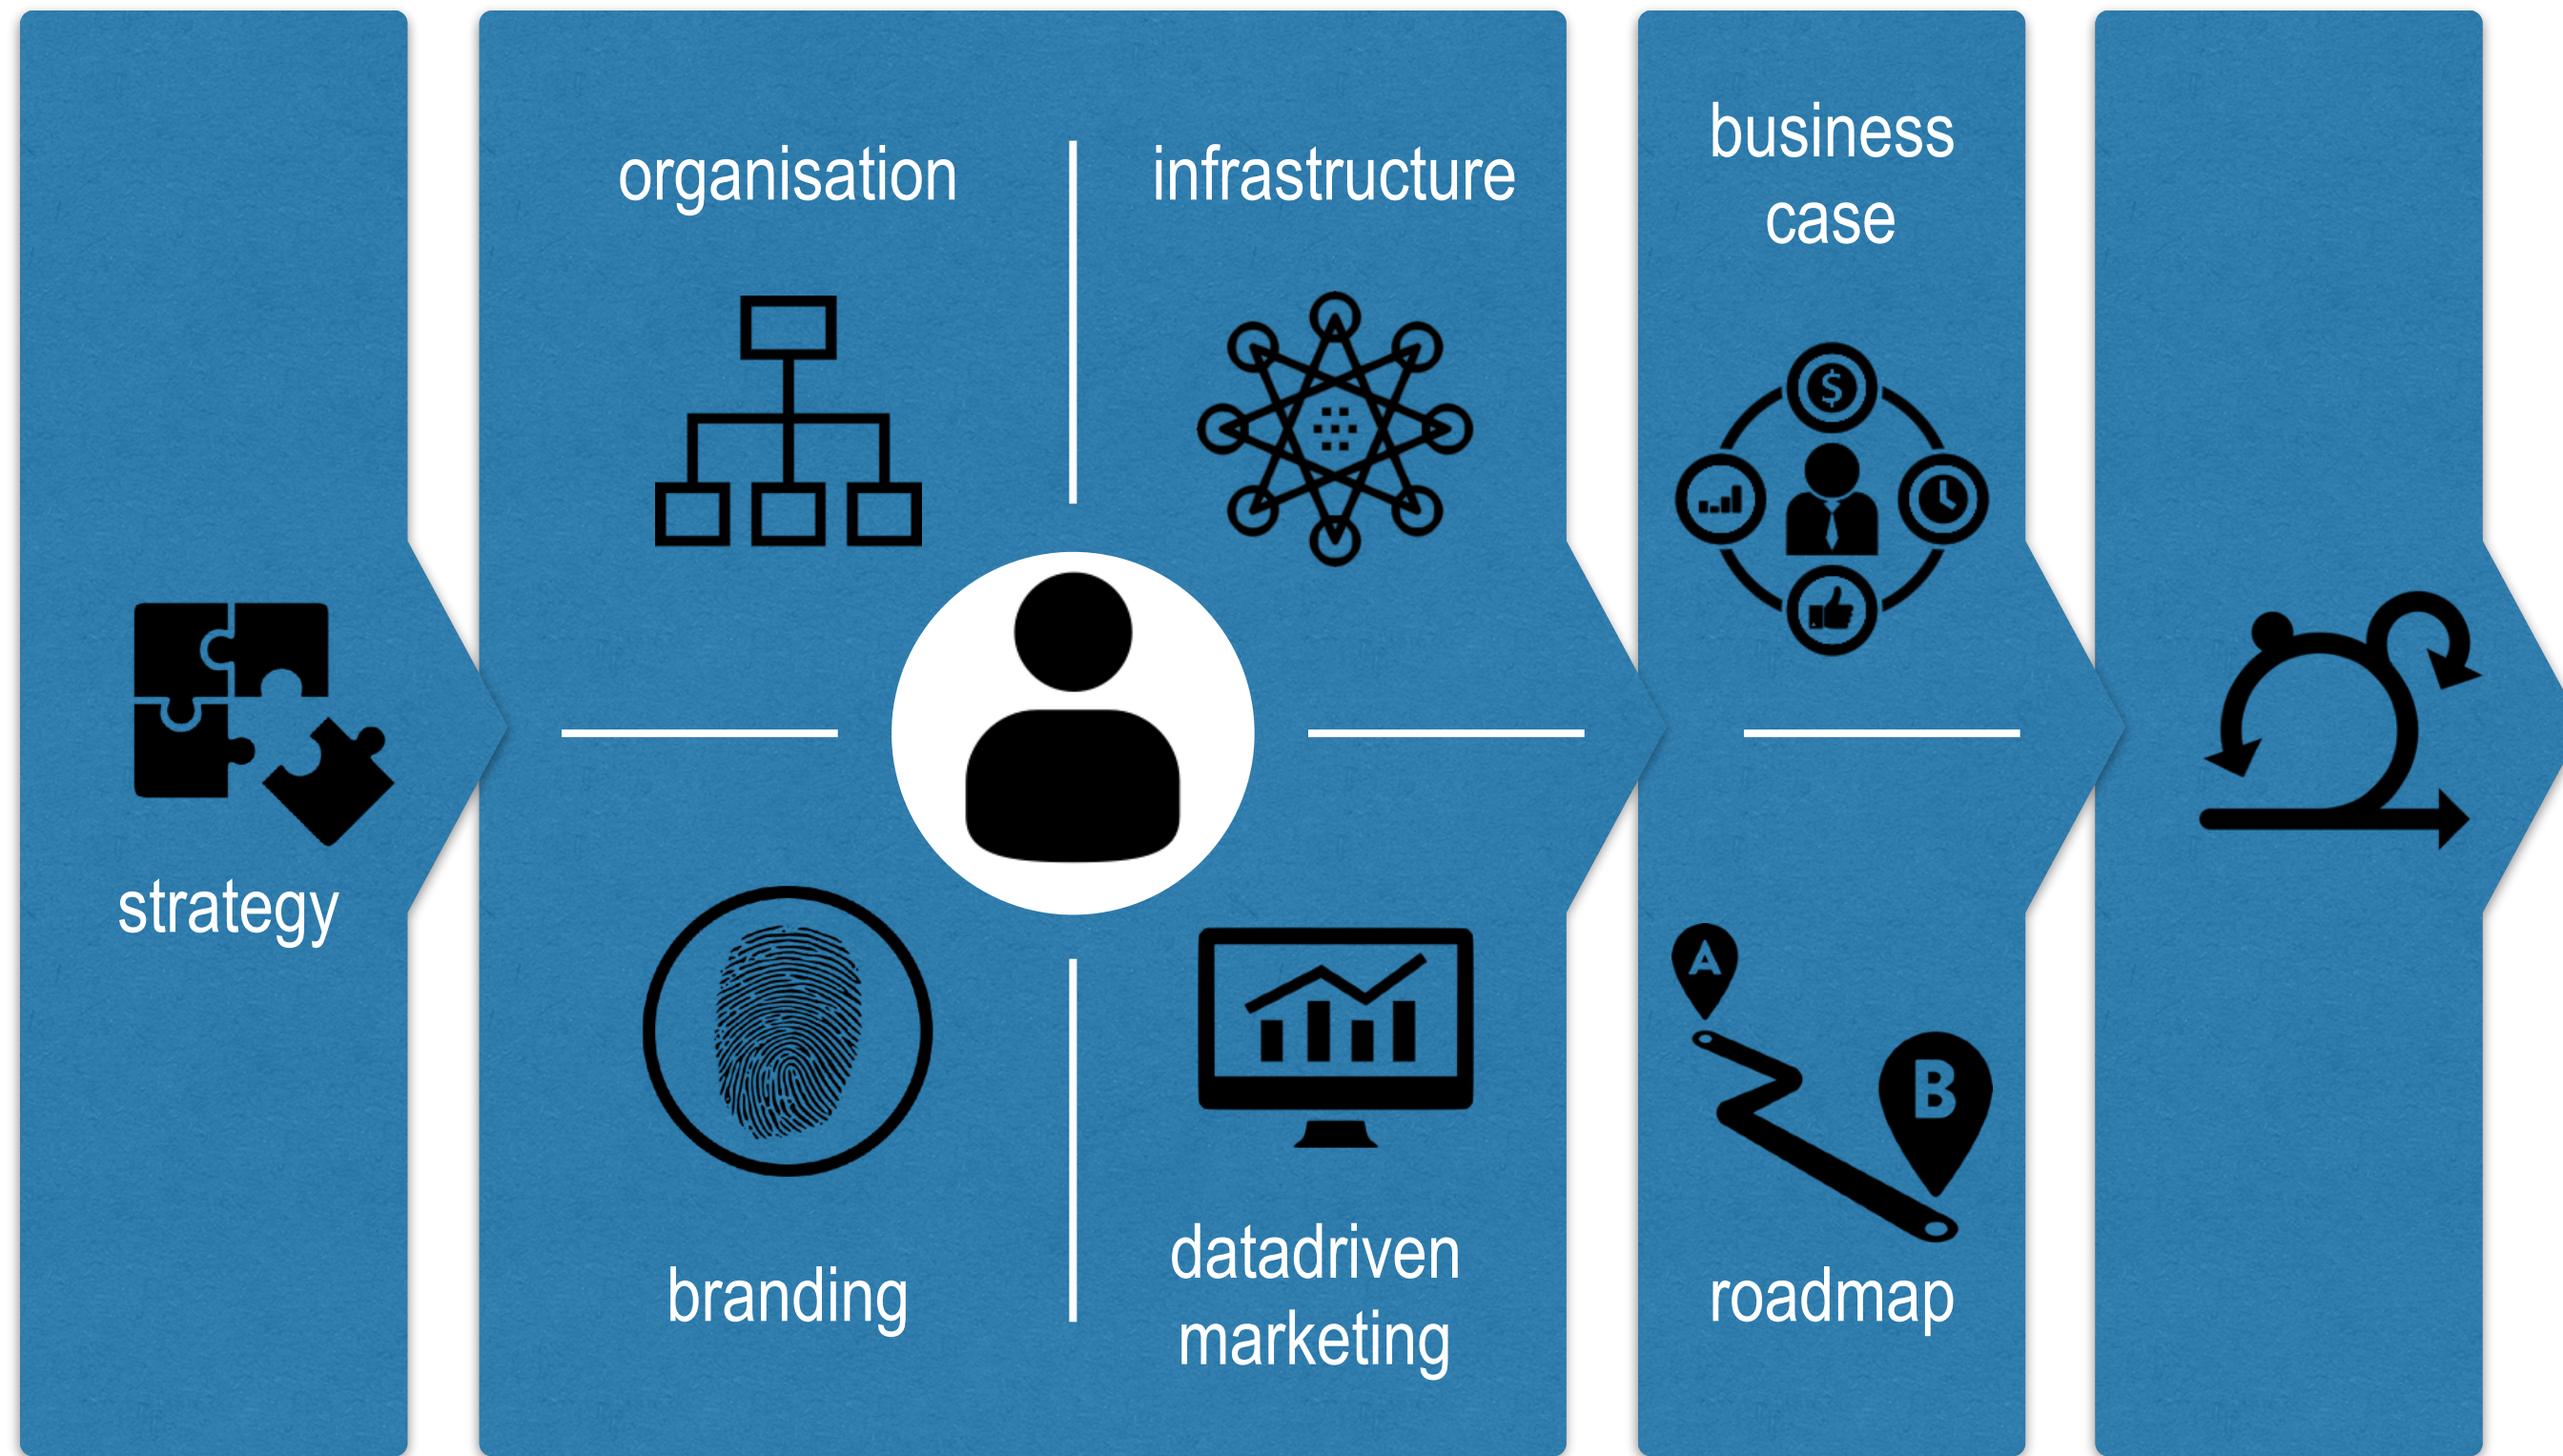 strategy
organisation
infrastructure
branding
datadriven
marketing
business
case
$
A
B
roadmap